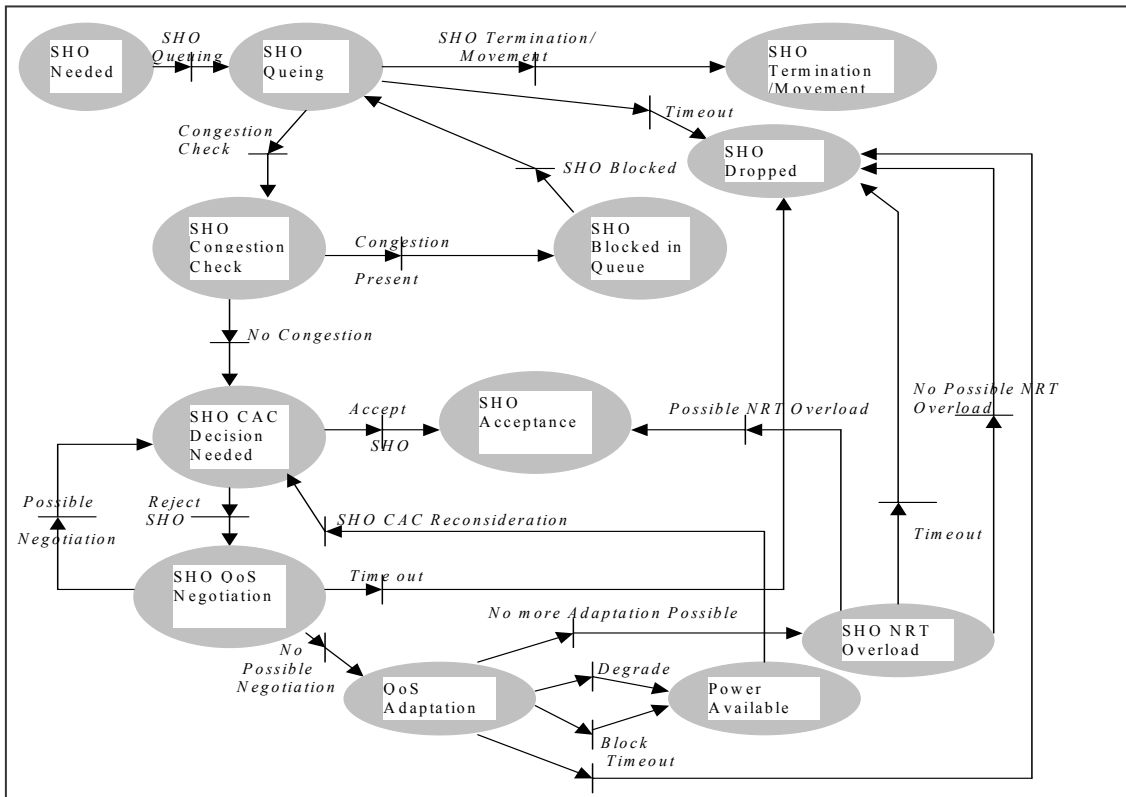 SHO
Queuing
SHO
Needed
SHO
Queing
SHO Termination/
Movement
SHO
Termination
/Movement
Timeout
Congestion
Check
SHO
Dropped
SHO Blocked
SHO
Congestion
Check
Congestion
Present
SHO
Blocked in
Queue
No Congestion
SHO CAC
Decision
Needed
Accept
SHO
SHO
Acceptance
Possible NRT Overload
No Possible NRT
Overload
Possible
Negotiation
Reject
SHO
SHO CAC Reconsideration
Timeout
SHO QoS
Negotiation
Time out
No more Adaptation Possible
SHO NRT
Overload
No
Possible
Negotiation
QoS
Adaptation
Degrade
Power
Available
Block
Timeout